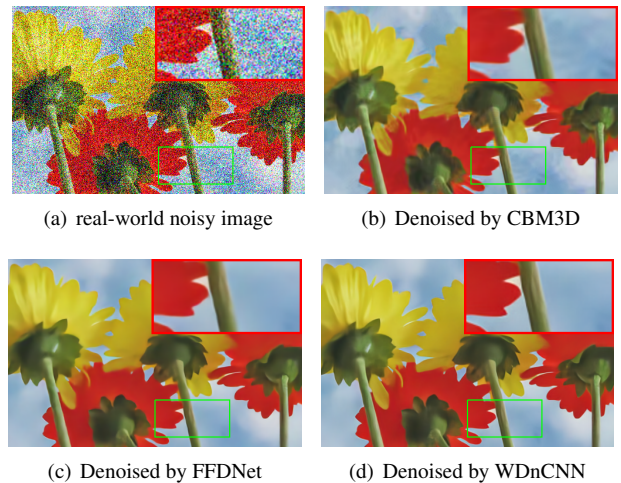 (a) real-world noisy image
(b) Denoised by CBM3D
(c) Denoised by FFDNet
(d) Denoised by WDnCNN